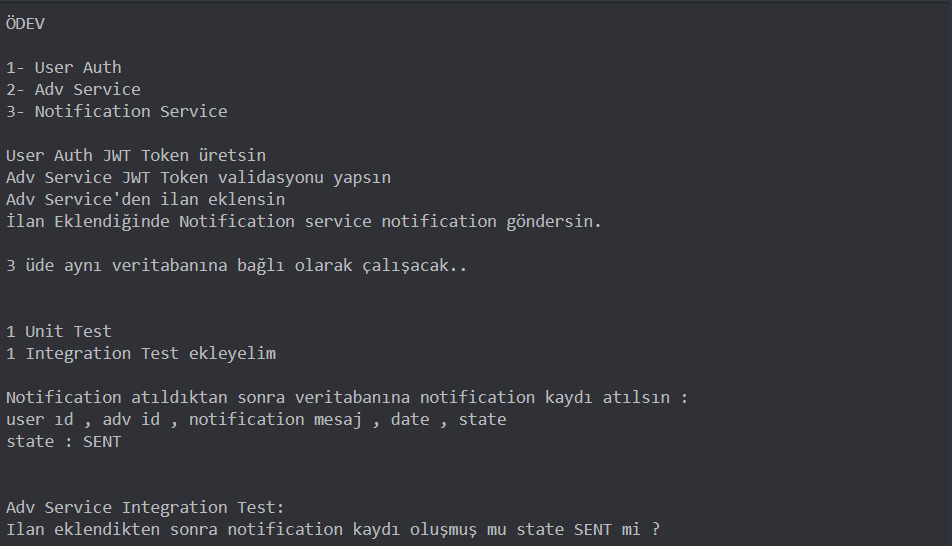 ÖDEV
1- User Auth
2- Adv Service
3- Notification Service
User Auth JWT Token üretsin
Adv Service JWT Token validasyonu yapsın
Adv Service'den ilan eklensin
İlan Eklendiğinde Notification service notification göndersin.
3 üde aynı veritabanına bağlı olarak çalışacak..
1 Unit Test
1 Integration Test ekleyelim
Notification atıldıktan sonra veritabanına notification kaydı atılsın :
user ıd , adv id , notification mesaj , date , state
state : SENT
Adv Service Integration Test:
Ilan eklendikten sonra notification kaydı oluşmuş mu state SENT mi ?